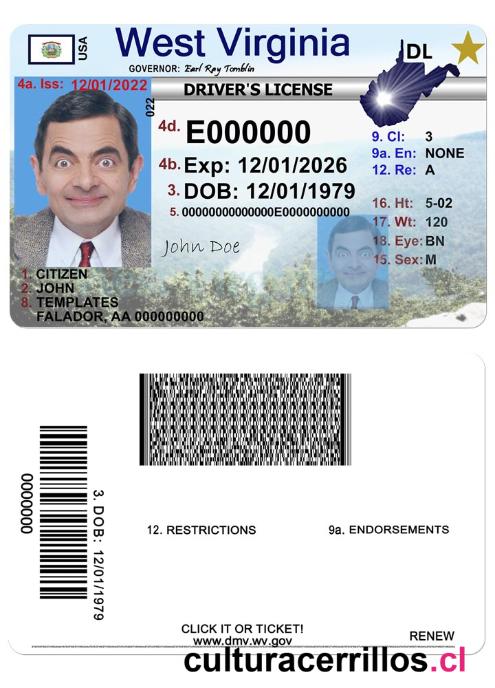 USA
West Virginia
DL
GOVERNOR: Earl Ray Tomblin
4a. Iss: 12/01/2022
DRIVER'S LICENSE
022
4d. E000000
4b. Exp: 12/01/2026
3. DOB: 12/01/1979
5. 00000000000000E0000000000
9. Cl: 3
9a. En: NONE
12. Re: A
16. Ht: 5-02
17. Wt: 120
18. Eye: BN
15. Sex: M
John Doe
1. CITIZEN
2. JOHN
8. TEMPLATES
FALADOR, AA 000000000
00000000
3. DOB: 12/01/1979
12. RESTRICTIONS
9a. ENDORSEMENTS
CLICK IT OR TICKET!
www.dmv.wv.gov
RENEW
culturacerrillos.cl